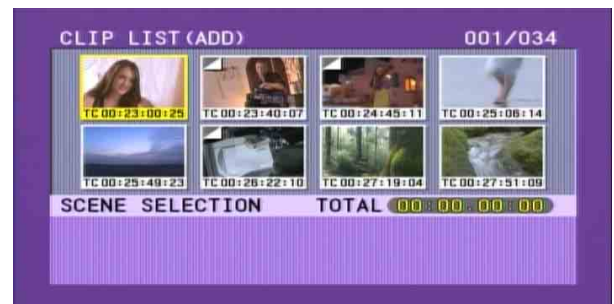 CLIP LIST(ADD) 001/034
TC 00:23:00:25 TC 00:23:40:07 TC 00:24:45:11 TC 00:25:06:14
TC 00:25:49:23 TC 00:26:22:10 TC 00:27:19:04 TC 00:27:51:09
SCENE SELECTION TOTAL 00:00.00:00